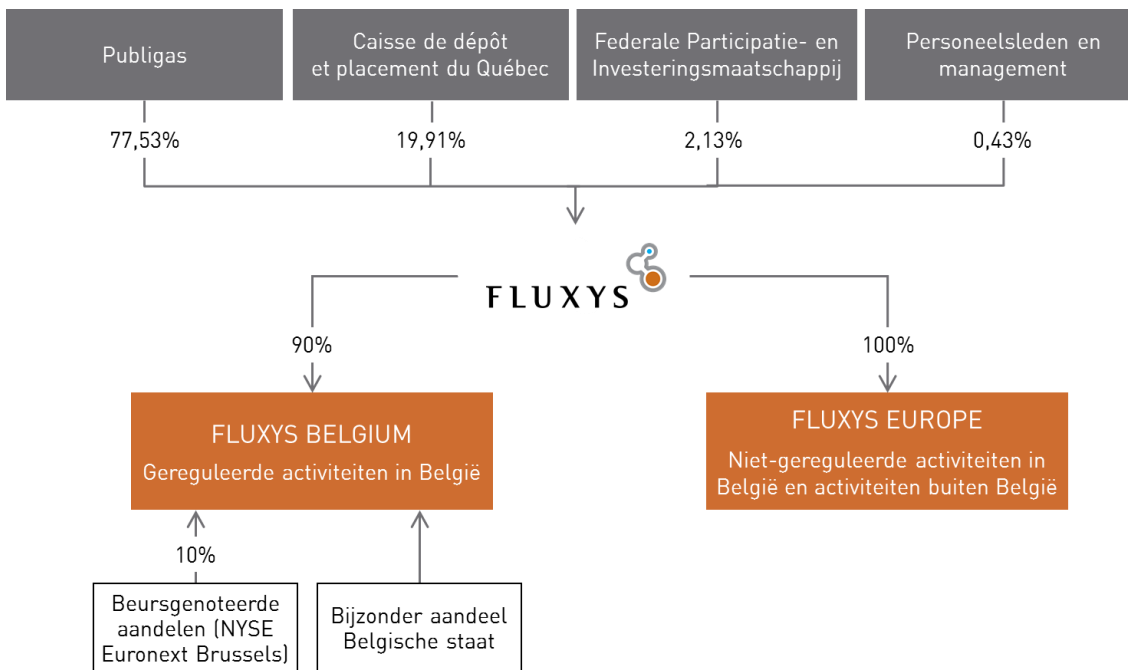 Publigas
Caisse de dépôt
et placement du Québec
Federale Participatie- en
Investeringsmaatschappij
Personeelsleden en
management
77,53%
19,91%
2,13%
0,43%
FLUXYS
90%
100%
FLUXYS BELGIUM
Gereguleerde activiteiten in België
FLUXYS EUROPE
Niet-gereguleerde activiteiten in
België en activiteiten buiten België
10%
Beursgenoteerde
aandelen (NYSE
Euronext Brussels)
Bijzonder aandeel
Belgische staat